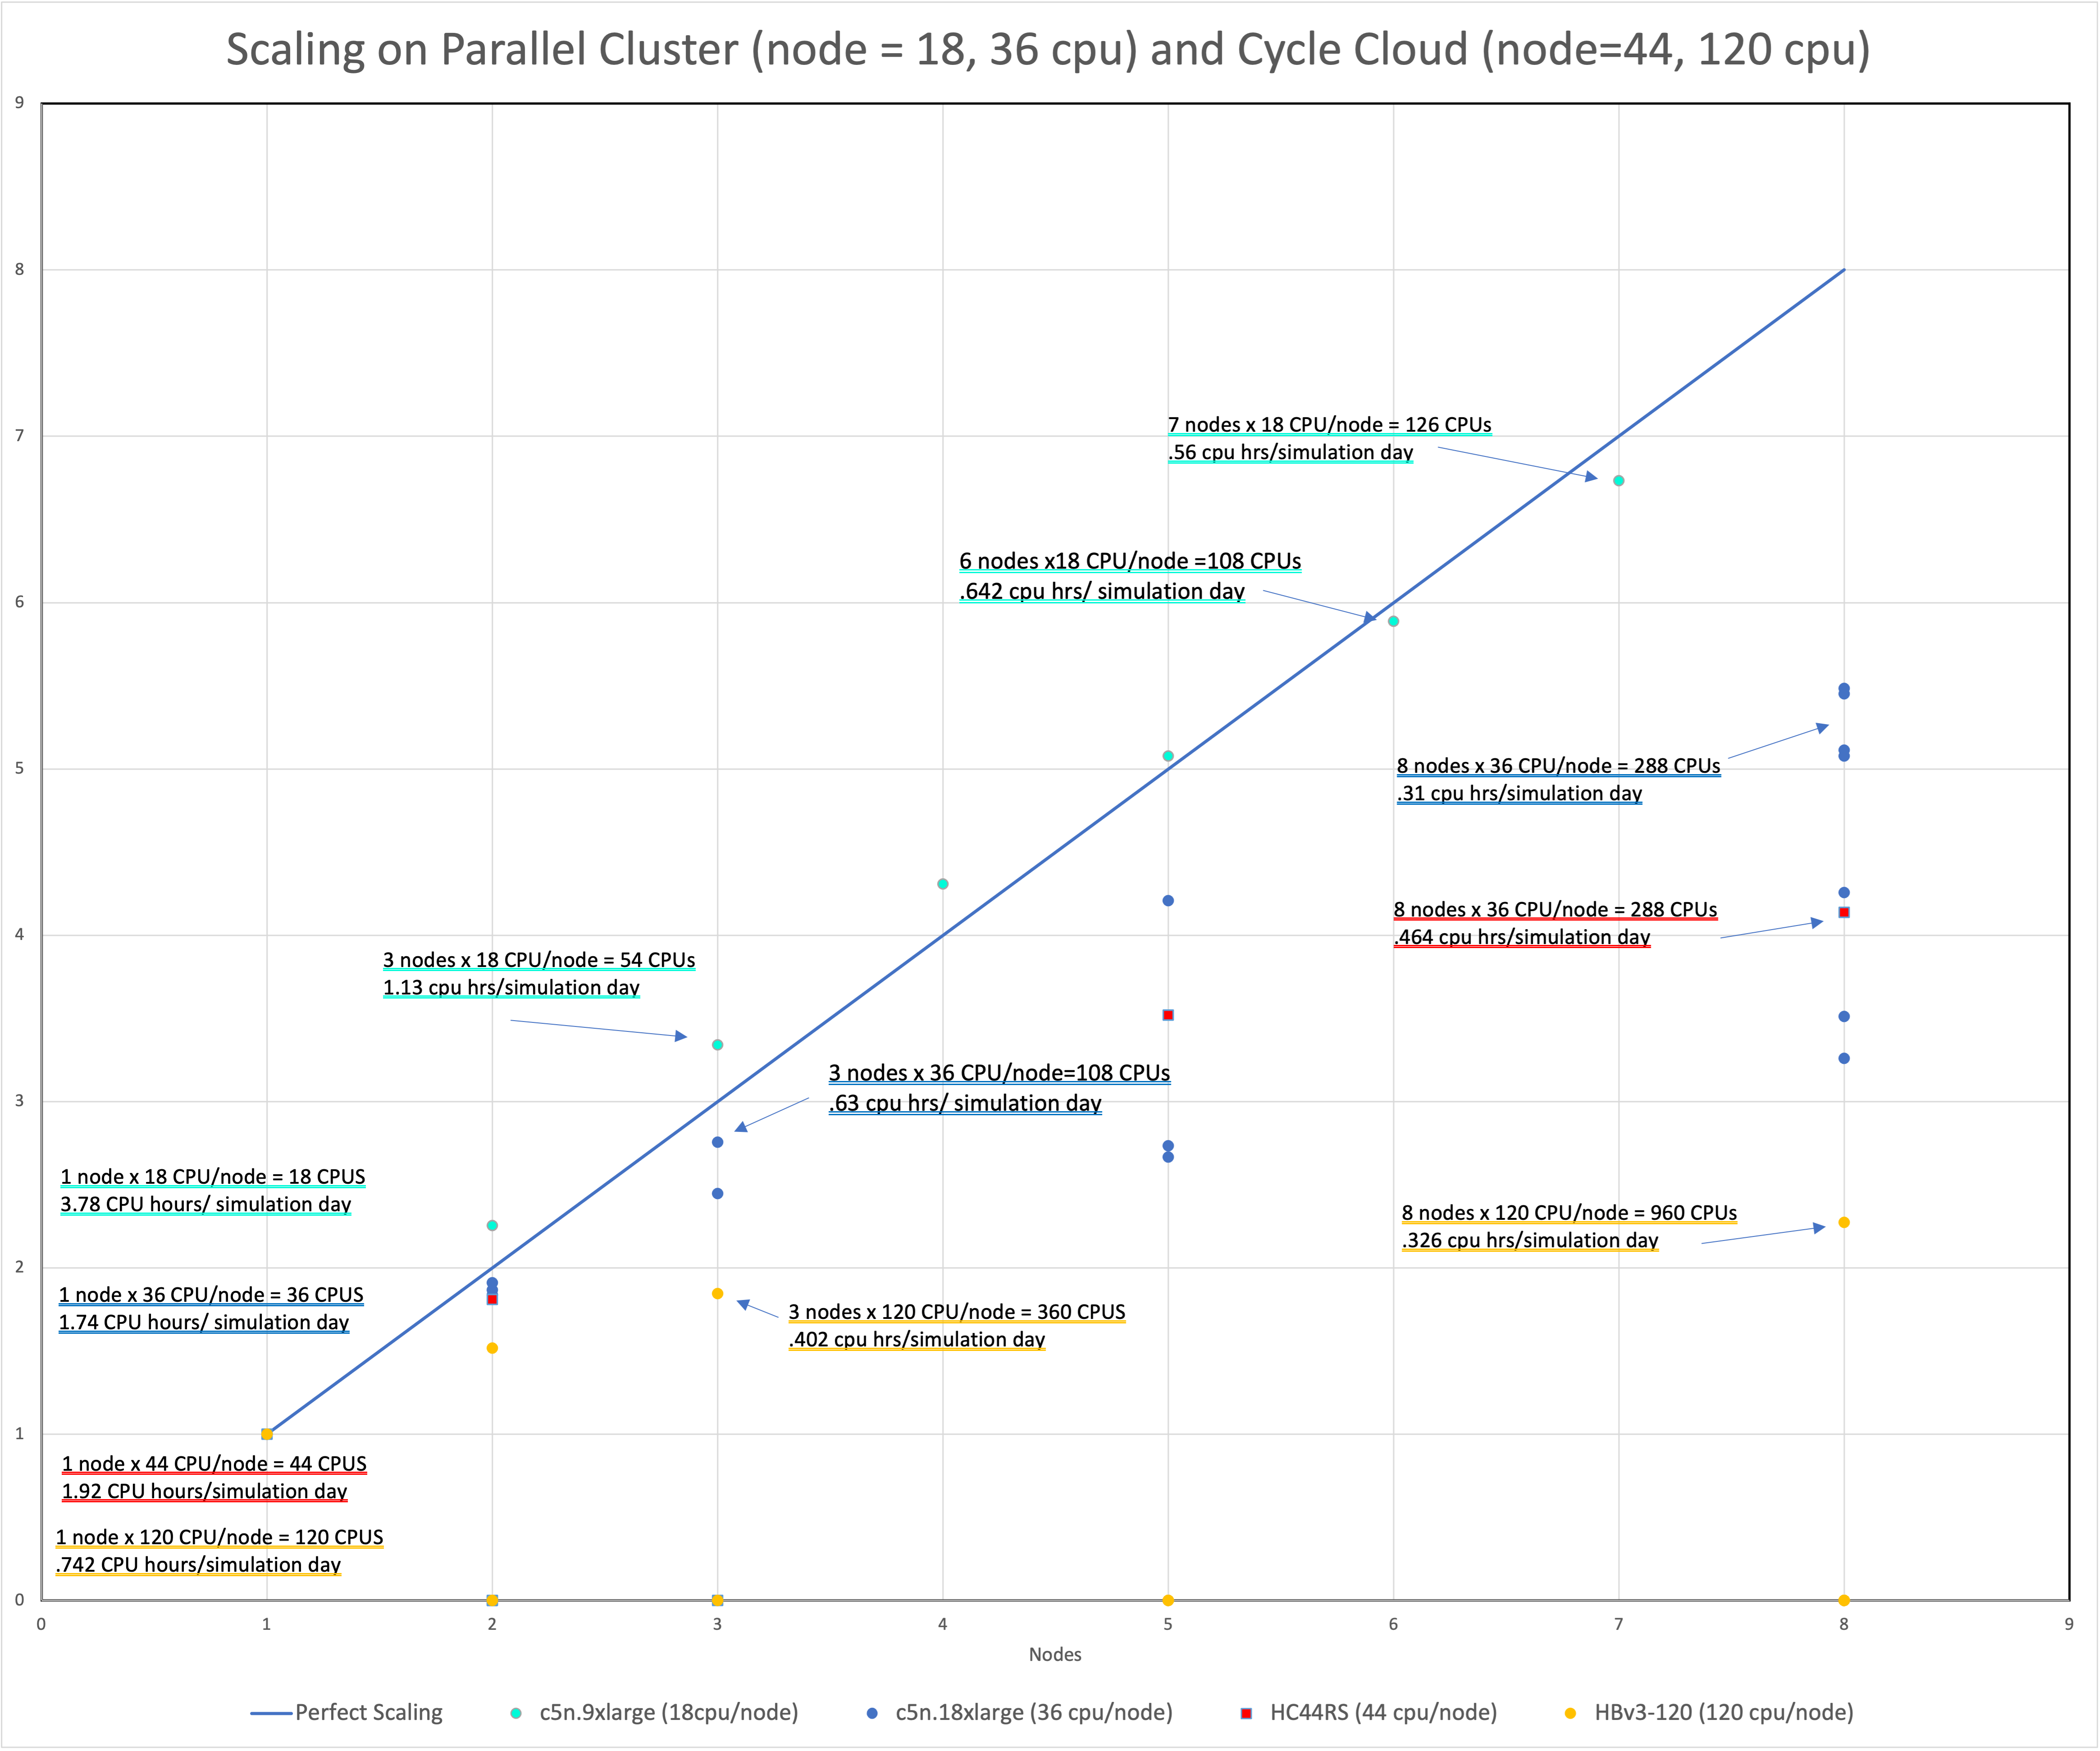 Scaling on Parallel Cluster (node = 18, 36 cpu) and Cycle Cloud (node=44, 120 cpu)
9
8
7
6
5
4
3
2
1
0
7 nodes x 18 CPU/node = 126 CPUs
.56 cpu hrs/simulation day
6 nodes x18 CPU/node =108 CPUs
.642 cpu hrs/ simulation day
8 nodes x 36 CPU/node = 288 CPUs
.31 cpu hrs/simulation day
8 nodes x 36 CPU/node = 288 CPUs
.464 cpu hrs/simulation day
3 nodes x 18 CPU/node = 54 CPUs
1.13 cpu hrs/simulation day
3 nodes x 36 CPU/node=108 CPUs
.63 cpu hrs/ simulation day
1 node x 18 CPU/node = 18 CPUS
3.78 CPU hours/ simulation day
8 nodes x 120 CPU/node = 960 CPUs
.326 cpu hrs/simulation day
1 node x 36 CPU/node = 36 CPUS
1.74 CPU hours/ simulation day
3 nodes x 120 CPU/node = 360 CPUS
.402 cpu hrs/simulation day
1 node x 44 CPU/node = 44 CPUS
1.92 CPU hours/simulation day
1 node x 120 CPU/node = 120 CPUS
.742 CPU hours/simulation day
0 1 2 3 4 5 6 7 8 9
Nodes
Perfect Scaling c5n.9xlarge (18cpu/node) c5n.18xlarge (36 cpu/node) HC44RS (44 cpu/node) HBv3-120 (120 cpu/node)